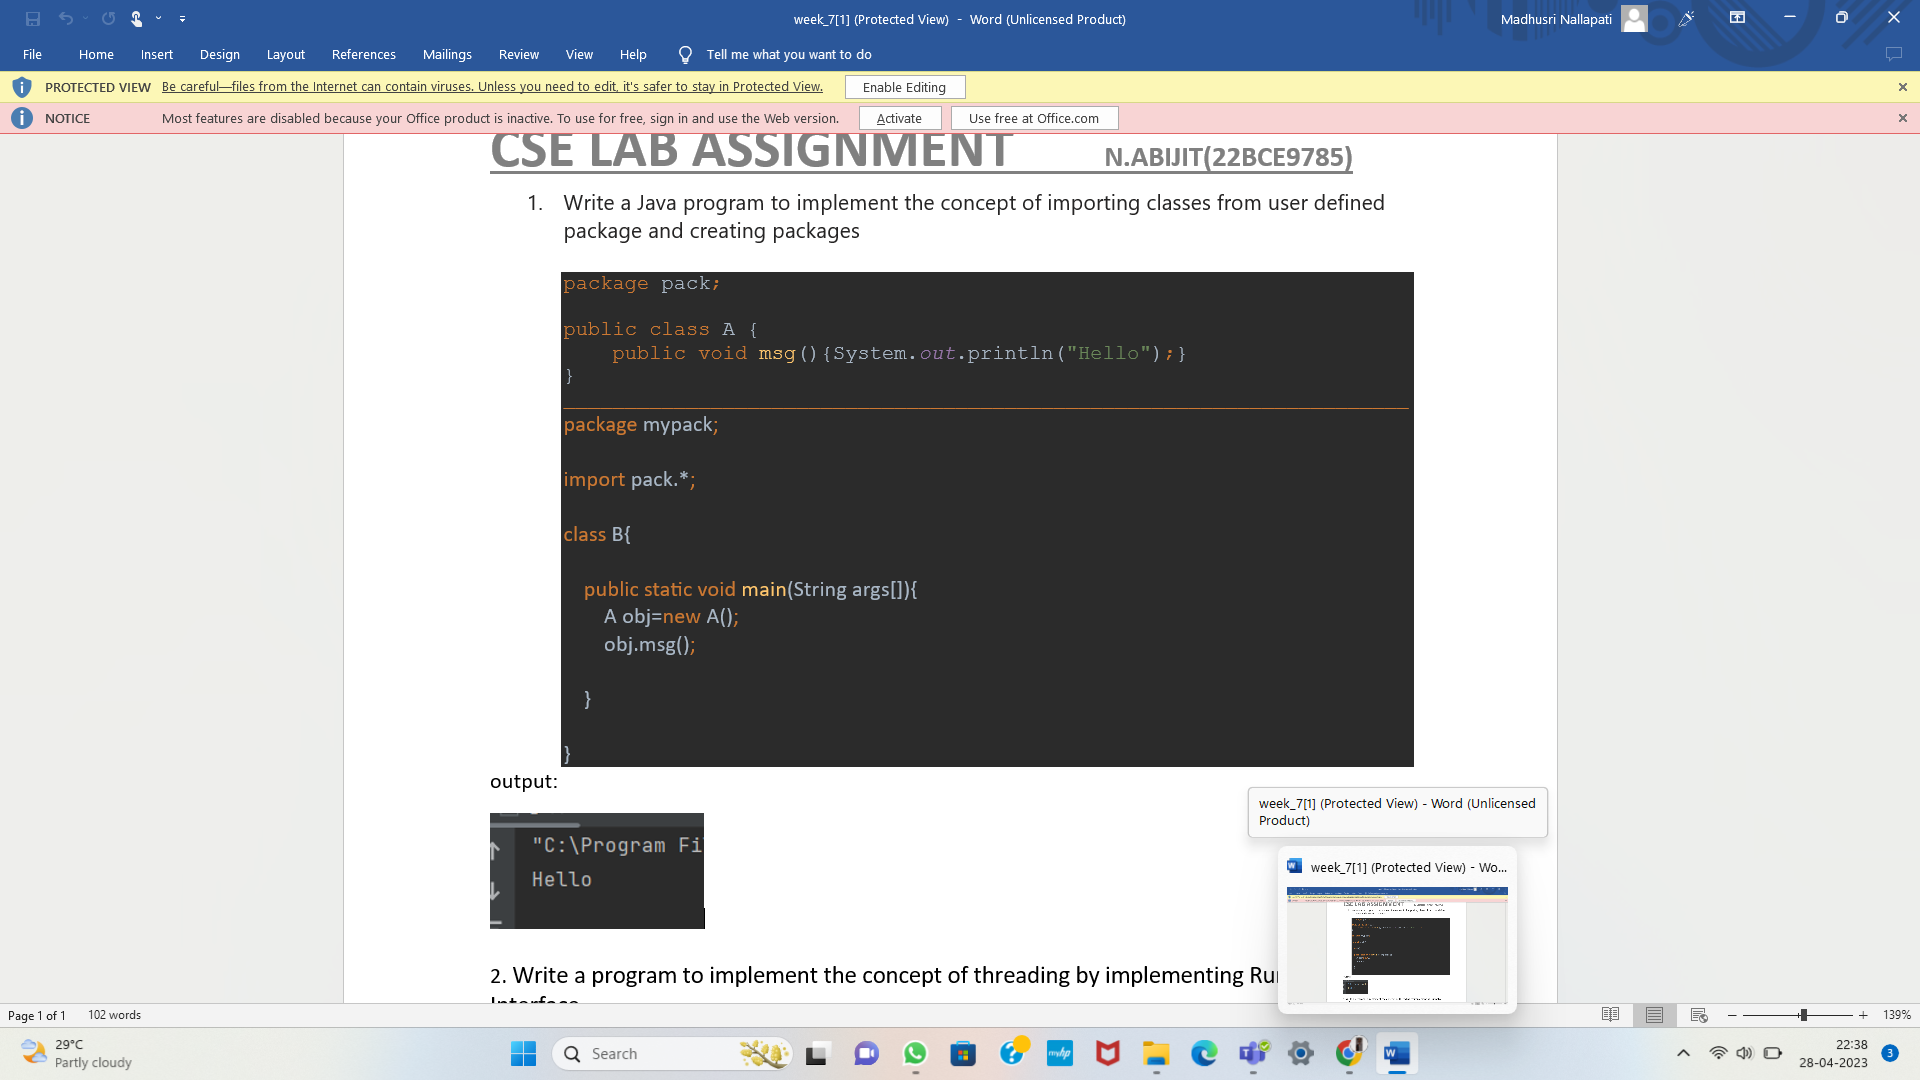 week_7[1] (Protected View) - Word (Unlicensed Product)
Madhusri Nallapati
File Home Insert Design Layout References Mailings Review View Help Tell me what you want to do
PROTECTED VIEW Be careful—files from the Internet can contain viruses. Unless you need to edit, it's safer to stay in Protected View. Enable Editing
NOTICE Most features are disabled because your Office product is inactive. To use for free, sign in and use the Web version. Activate Use free at Office.com
CSE LAB ASSIGNMENT N.ABIJIT(22BCE9785)
1. Write a Java program to implement the concept of importing classes from user defined
package and creating packages
package pack;
public class A {
public void msg(){System.out.println("Hello");}
}
package mypack;
import pack.*;
class B{
public static void main(String args[]){
A obj=new A();
obj.msg();
}
}
output:
"C:\Program Fi
Hello
2. Write a program to implement the concept of threading by implementing Ru
Interface
week_7[1] (Protected View) - Word (Unlicensed
Product)
week_7[1] (Protected View) - Wo...
Page 1 of 1 102 words
139%
29°C
Partly cloudy
Search
myhp
22:38
28-04-2023
3